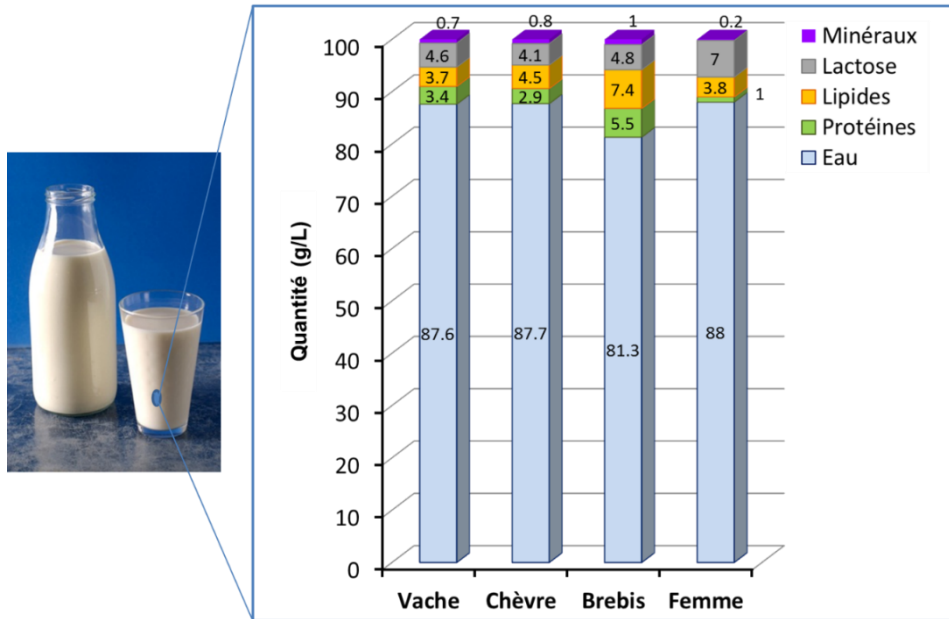 0.7 0.8 1 0.2
100
90
80
70
60
50
40
30
20
10
0
Quantité (g/L)
4.6 4.1 4.8 7
3.7 4.5 7.4 3.8
3.4 2.9 5.5 1
87.6 87.7 81.3 88
Vache Chèvre Brebis Femme
Minéraux
Lactose
Lipides
Protéines
Eau